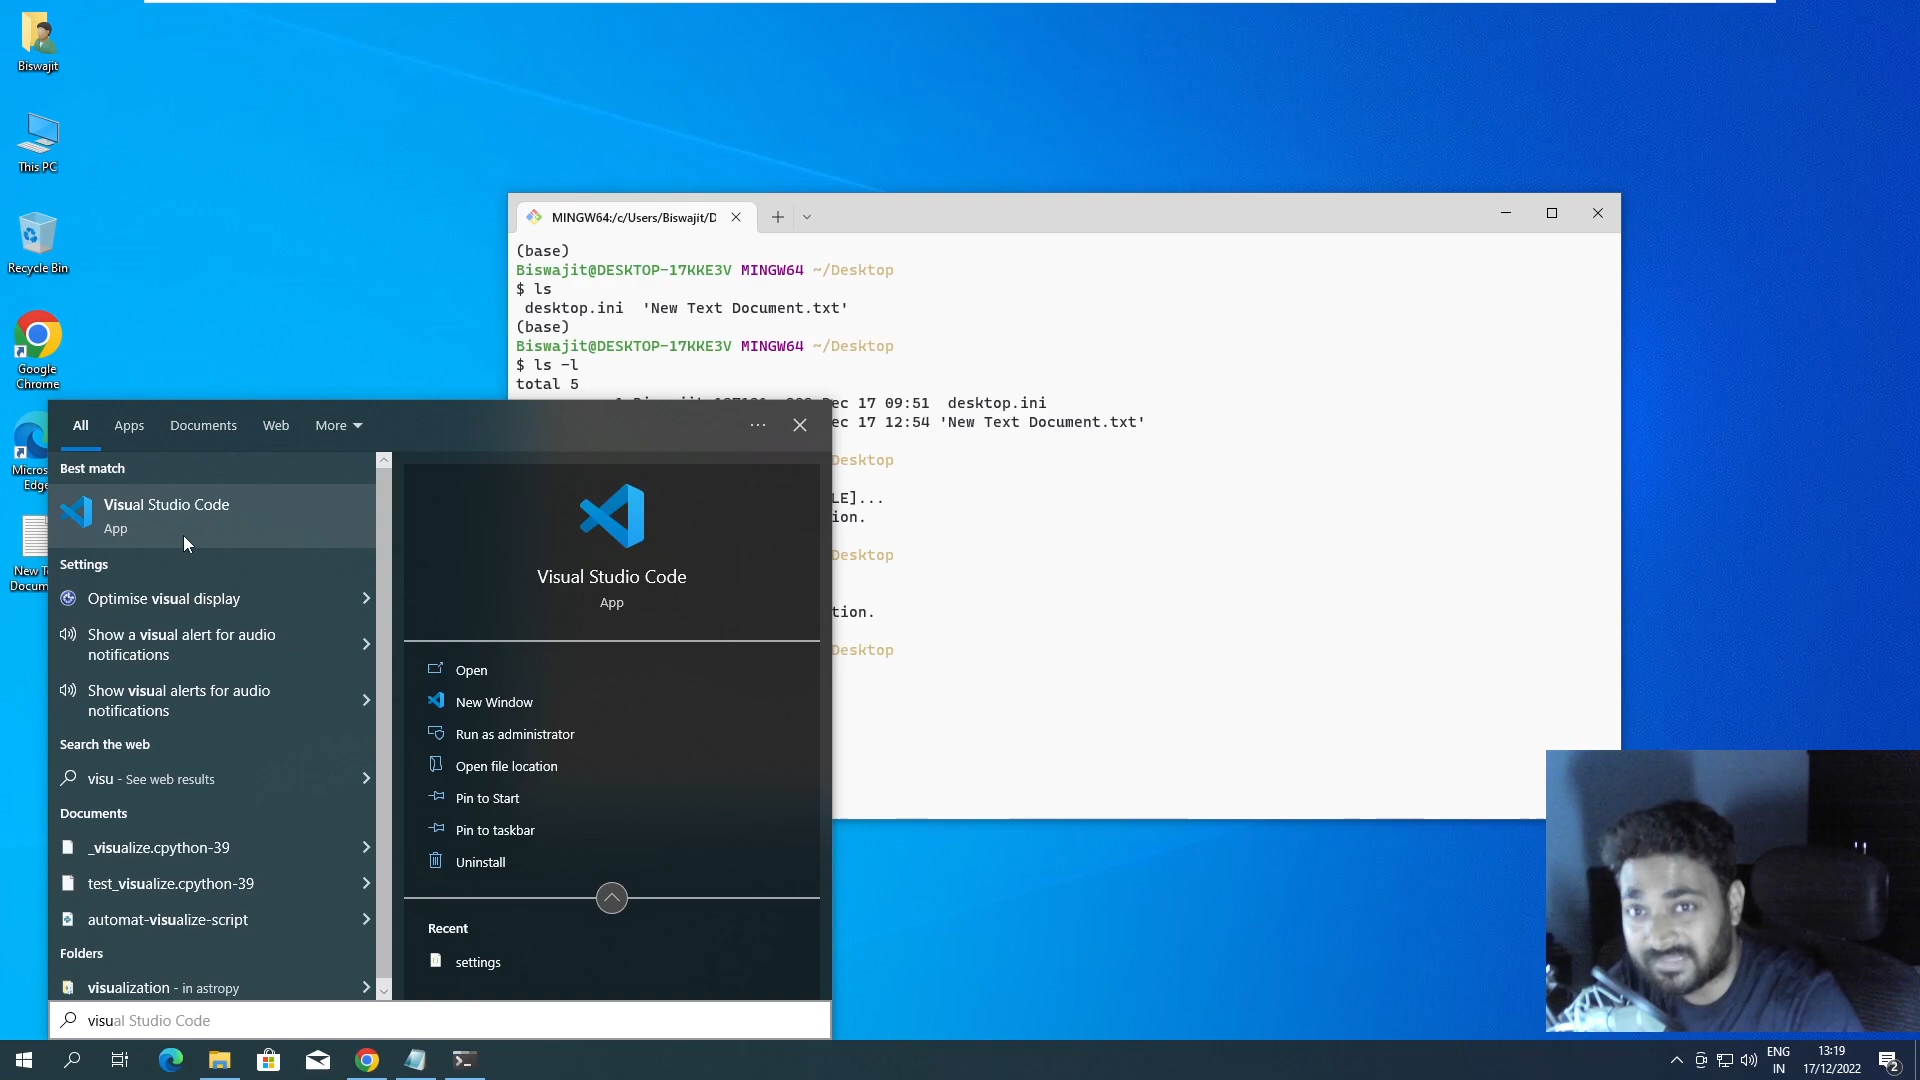 Biswajit
This PC
Recycle Bin
Google
Chrome
Micros
Edge
New Te
Docum
MINGW64:/c/Users/Biswajit/D
(base)
Biswajit@DESKTOP-17KKE3V MINGW64 ~/Desktop
$ ls
desktop.ini 'New Text Document.txt'
(base)
Biswajit@DESKTOP-17KKE3V MINGW64 ~/Desktop
$ ls -l
total 5
ec 17 09:51 desktop.ini
ec 17 12:54 'New Text Document.txt'
Desktop
LE]...
ion.
Desktop
tion.
Desktop
All Apps Documents Web More
Best match
Visual Studio Code
App
Settings
Optimise visual display
Show a visual alert for audio
notifications
Show visual alerts for audio
notifications
Search the web
visu - See web results
Documents
_visualize.cpython-39
test_visualize.cpython-39
automat-visualize-script
Folders
visualization - in astropy
Visual Studio Code
App
Open
New Window
Run as administrator
Open file location
Pin to Start
Pin to taskbar
Uninstall
Recent
settings
visual Studio Code
ENG
IN
13:19
17/12/2022
2